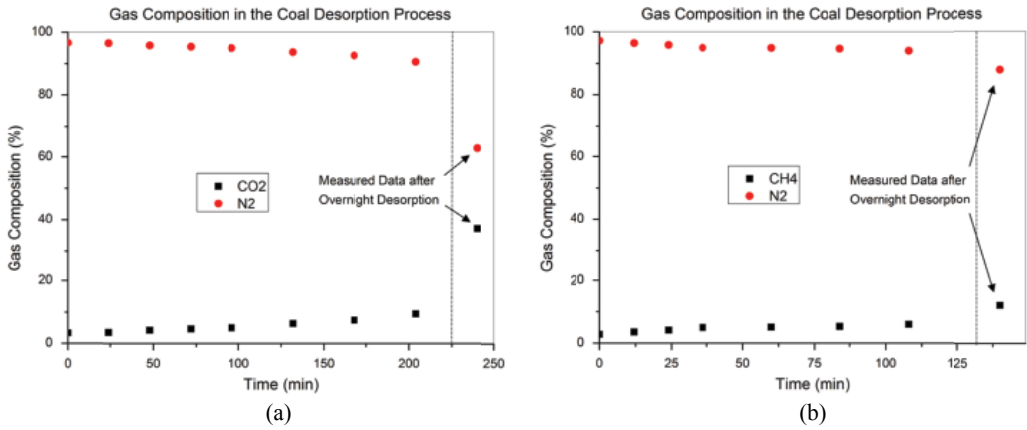 Gas Composition in the Coal Desorption Process
100
80
60
40
20
0
Gas Composition (%)
CO2
N2
Measured Data after
Overnight Desorption
0 50 100 150 200 250
Time (min)
(a)
Gas Composition in the Coal Desorption Process
100
80
60
40
20
0
Gas Composition (%)
CH4
N2
Measured Data after
Overnight Desorption
0 25 50 75 100 125
Time (min)
(b)